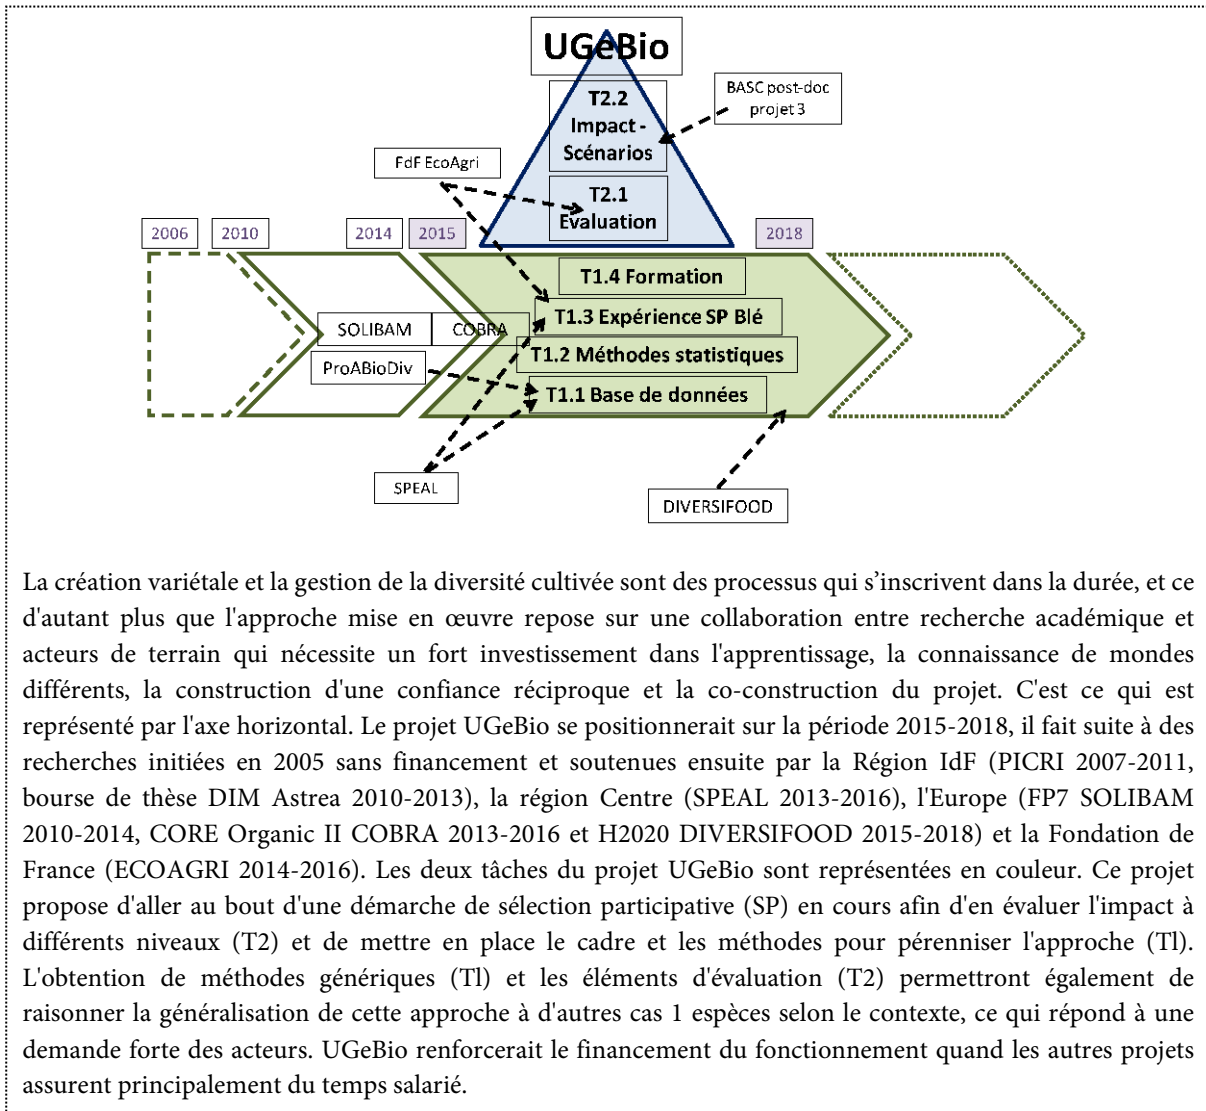 UGeBio
T2.2
Impact -
Scénarios
BASC post-doc
projet 3
FdF EcoAgri
T2.1
Evaluation
2006
2010
2014
2015
2018
T1.4 Formation
T1.3 Expérience SP Blé
SOLIBAM
COBRA
T1.2 Méthodes statistiques
ProABioDiv
T1.1 Base de données
SPEAL
DIVERSIFOOD
La création variétale et la gestion de la diversité cultivée sont des processus qui s’inscrivent dans la durée, et ce
d'autant plus que l'approche mise en œuvre repose sur une collaboration entre recherche académique et
acteurs de terrain qui nécessite un fort investissement dans l'apprentissage, la connaissance de mondes
différents, la construction d'une confiance réciproque et la co-construction du projet. C'est ce qui est
représenté par l'axe horizontal. Le projet UGeBio se positionnerait sur la période 2015-2018, il fait suite à des
recherches initiées en 2005 sans financement et soutenues ensuite par la Région IdF (PICRI 2007-2011,
bourse de thèse DIM Astrea 2010-2013), la région Centre (SPEAL 2013-2016), l'Europe (FP7 SOLIBAM
2010-2014, CORE Organic II COBRA 2013-2016 et H2020 DIVERSIFOOD 2015-2018) et la Fondation de
France (ECOAGRI 2014-2016). Les deux tâches du projet UGeBio sont représentées en couleur. Ce projet
propose d'aller au bout d'une démarche de sélection participative (SP) en cours afin d'en évaluer l'impact à
différents niveaux (T2) et de mettre en place le cadre et les méthodes pour pérenniser l'approche (Tl).
L'obtention de méthodes génériques (Tl) et les éléments d'évaluation (T2) permettront également de
raisonner la généralisation de cette approche à d'autres cas 1 espèces selon le contexte, ce qui répond à une
demande forte des acteurs. UGeBio renforcerait le financement du fonctionnement quand les autres projets
assurent principalement du temps salarié.